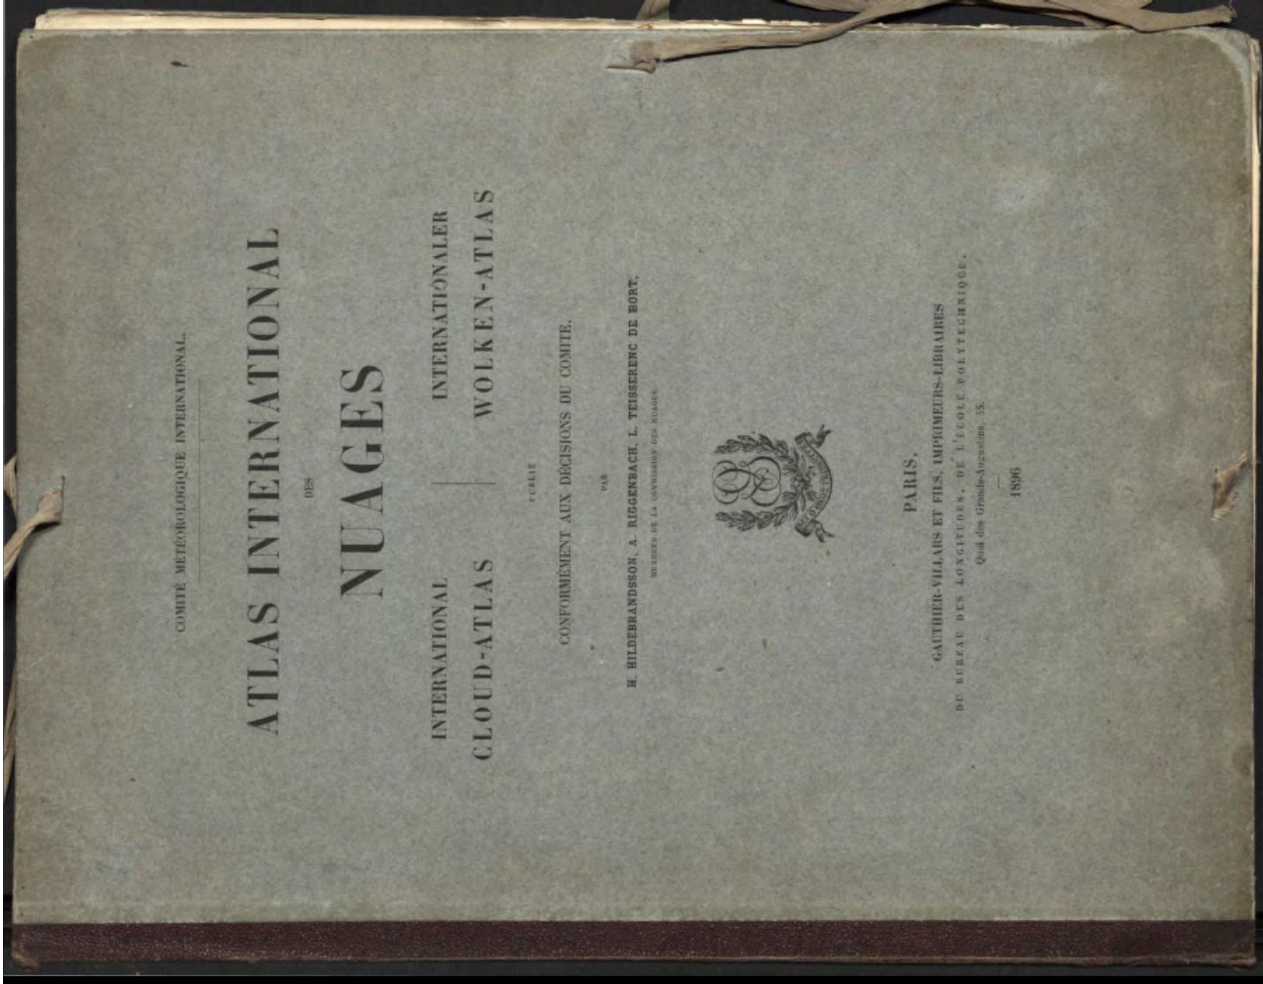 COMITÉ MÉTÉOROLOGIQUE INTERNATIONAL.
ATLAS INTERNATIONAL
DES
NUAGES
INTERNATIONAL
CLOUD-ATLAS
INTERNATIONALER
WOLKEN-ATLAS
PUBLIÉ
CONFORMÉMENT AUX DÉCISIONS DU COMITÉ,
PAR
H. HILDEBRANDSSON, A. RIGGENBACH, L. TEISSERENC DE BORT,
MEMBRES DE LA COMMISSION DES NUAGES
PARIS,
GAUTHIER-VILLARS ET FILS, IMPRIMEURS-LIBRAIRES
DU BUREAU DES LONGITUDES, DE L'ÉCOLE POLYTECHNIQUE,
Quai des Grands-Augustins, 55.
1896